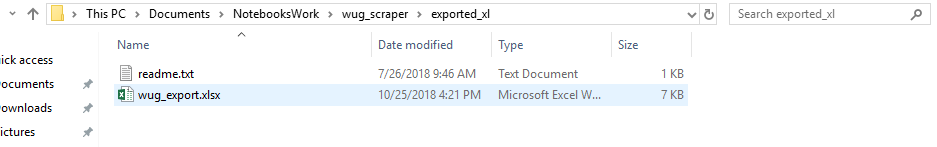 This PC > Documents > NotebooksWork > wug_scraper > exported_xl Search exported_xl
Name Date modified Type Size
uick access
readme.txt 7/26/2018 9:46 AM Text Document 1 KB
ocuments
wug_export.xlsx 10/25/2018 4:21 PM Microsoft Excel W... 7 KB
ownloads
ictures